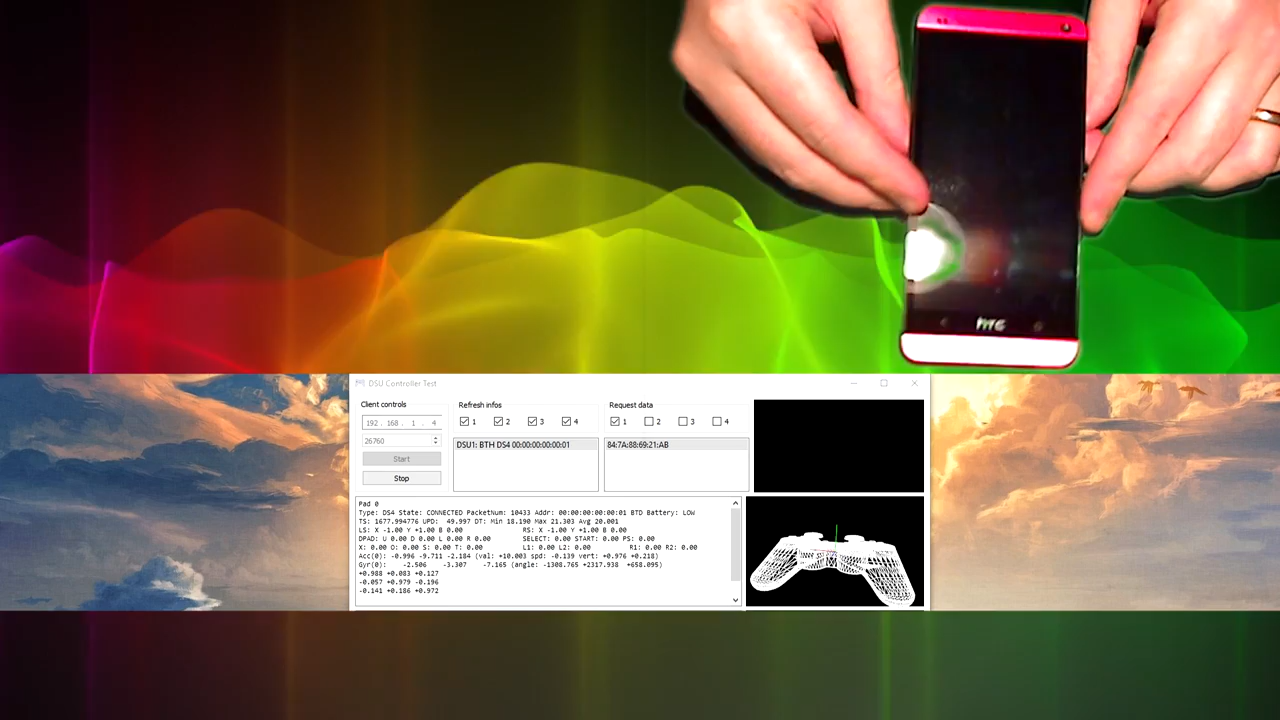 hTC
DSU Controller Test
Client controls
Refresh infos
Request data
192 . 168 . 1 . 4
1 2 3 4
1 2 3 4
26760
DSU1: BTH DS4 00:00:00:00:00:01
84:7A:88:69:21:AB
Start
Stop
Pad 0
Type: DS4 State: CONNECTED PacketNum: 10433 Addr: 00:00:00:00:00:01 BTD Battery: LOW
TS: 1677.994776 UPD: 49.997 DT: Min 18.190 Max 21.303 Avg 20.001
LS: X -1.00 Y +1.00 B 0.00 RS: X -1.00 Y +1.00 B 0.00
DPAD: U 0.00 D 0.00 L 0.00 R 0.00 SELECT: 0.00 START: 0.00 PS: 0.00
X: 0.00 O: 0.00 S: 0.00 T: 0.00 L1: 0.00 L2: 0.00 R1: 0.00 R2: 0.00
Acc(0): -0.996 -9.711 -2.184 (val: +10.003 spd: -0.139 vert: +0.976 +0.218)
Gyr(0): -2.506 -3.307 -7.165 (angle: -1308.765 +2317.938 +658.095)
+0.988 +0.083 +0.127
-0.057 +0.979 -0.196
-0.141 +0.186 +0.972